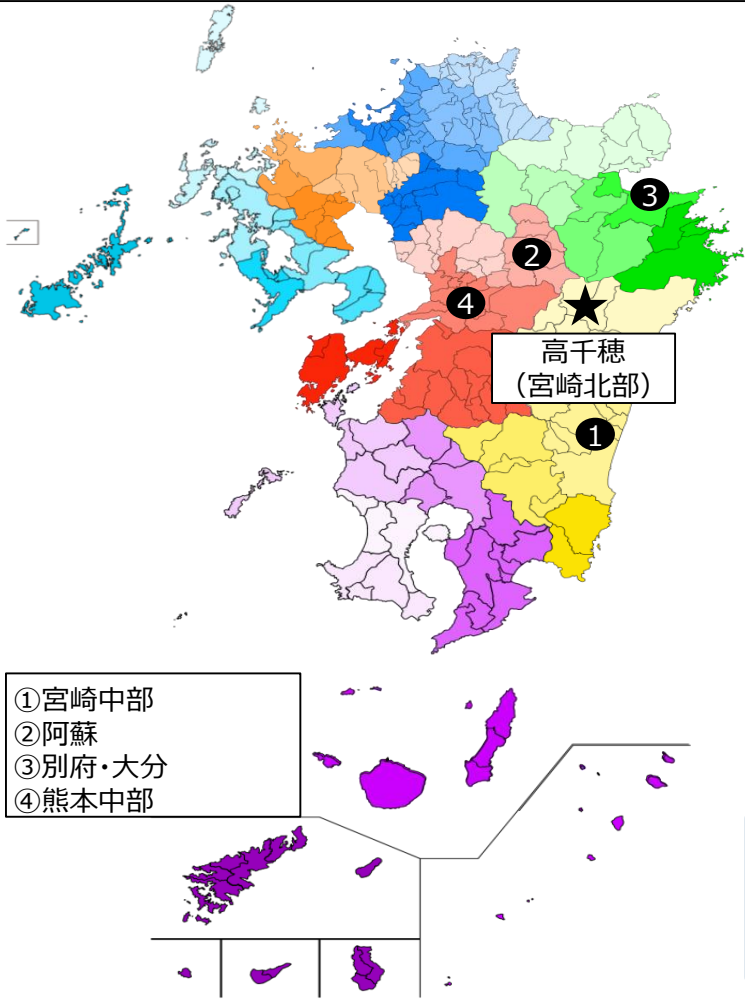 ③
②
④
★
高千穂
（宮崎北部）
①
①宮崎中部
②阿蘇
③別府・大分
④熊本中部